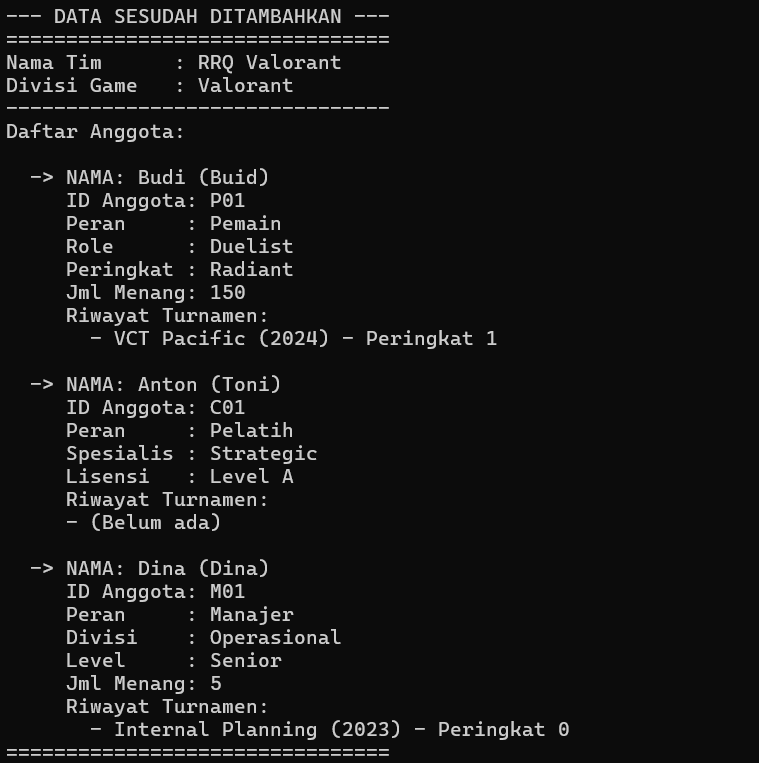 --- DATA SESUDAH DITAMBAHKAN ---
================================
Nama Tim      : RRQ Valorant
Divisi Game   : Valorant
--------------------------------
Daftar Anggota:

  -> NAMA: Budi (Buid)
     ID Anggota: P01
     Peran     : Pemain
     Role      : Duelist
     Peringkat : Radiant
     Jml Menang: 150
     Riwayat Turnamen:
       - VCT Pacific (2024) - Peringkat 1

  -> NAMA: Anton (Toni)
     ID Anggota: C01
     Peran     : Pelatih
     Spesialis : Strategic
     Lisensi   : Level A
     Riwayat Turnamen:
     - (Belum ada)

  -> NAMA: Dina (Dina)
     ID Anggota: M01
     Peran     : Manajer
     Divisi    : Operasional
     Level     : Senior
     Jml Menang: 5
     Riwayat Turnamen:
       - Internal Planning (2023) - Peringkat 0
================================